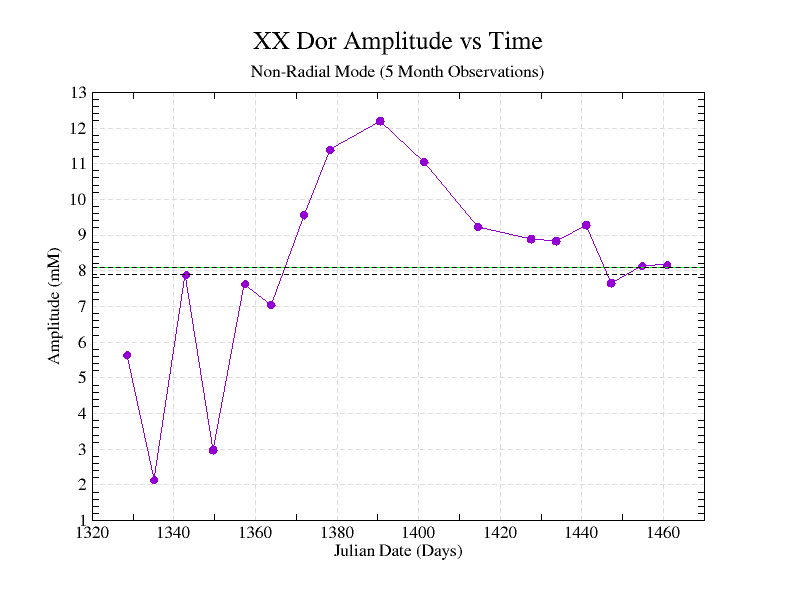 XX Dor Amplitude vs Time
Non-Radial Mode (5 Month Observations)
13
12
11
10
9
8
7
6
5
4
3
2
1
Amplitude (mM)
1320 1340 1360 1380 1400 1420 1440 1460
Julian Date (Days)